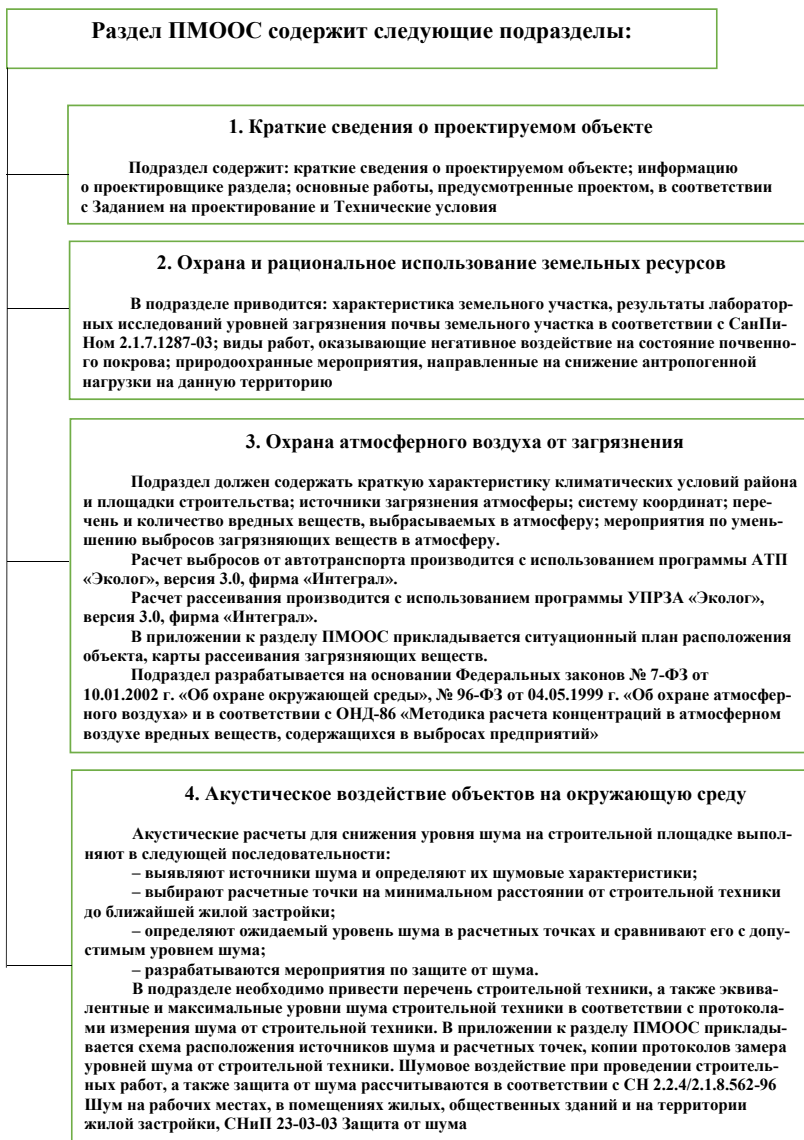 Раздел ПМООС содержит следующие подразделы:
1. Краткие сведения о проектируемом объекте
Подраздел содержит: краткие сведения о проектируемом объекте; информацию
о проектировщике раздела; основные работы, предусмотренные проектом, в соответствии
с Заданием на проектирование и Технические условия
2. Охрана и рациональное использование земельных ресурсов
В подразделе приводится: характеристика земельного участка, результаты лаборатор-
ных исследований уровней загрязнения почвы земельного участка в соответствии с СанПи-
Ном 2.1.7.1287-03; виды работ, оказывающие негативное воздействие на состояние почвенно-
го покрова; природоохранные мероприятия, направленные на снижение антропогенной
нагрузки на данную территорию
3. Охрана атмосферного воздуха от загрязнения
Подраздел должен содержать краткую характеристику климатических условий района
и площадки строительства; источники загрязнения атмосферы; систему координат; пере-
чень и количество вредных веществ, выбрасываемых в атмосферу; мероприятия по умень-
шению выбросов загрязняющих веществ в атмосферу.
Расчет выбросов от автотранспорта производится с использованием программы АТП
«Эколог», версия 3.0, фирма «Интеграл».
Расчет рассеивания производится с использованием программы УПРЗА «Эколог»,
версия 3.0, фирма «Интеграл».
В приложении к разделу ПМООС прикладывается ситуационный план расположения
объекта, карты рассеивания загрязняющих веществ.
Подраздел разрабатывается на основании Федеральных законов № 7-ФЗ от
10.01.2002 г. «Об охране окружающей среды», № 96-ФЗ от 04.05.1999 г. «Об охране атмосфер-
ного воздуха» и в соответствии с ОНД-86 «Методика расчета концентраций в атмосферном
воздухе вредных веществ, содержащихся в выбросах предприятий»
4. Акустическое воздействие объектов на окружающую среду
Акустические расчеты для снижения уровня шума на строительной площадке выпол-
няют в следующей последовательности:
– выявляют источники шума и определяют их шумовые характеристики;
– выбирают расчетные точки на минимальном расстоянии от строительной техники
до ближайшей жилой застройки;
– определяют ожидаемый уровень шума в расчетных точках и сравнивают его с допу-
стимым уровнем шума;
– разрабатываются мероприятия по защите от шума.
В подразделе необходимо привести перечень строительной техники, а также эквива-
лентные и максимальные уровни шума строительной техники в соответствии с протокола-
ми измерения шума от строительной техники. В приложении к разделу ПМООС приклады-
вается схема расположения источников шума и расчетных точек, копии протоколов замера
уровней шума от строительной техники. Шумовое воздействие при проведении строитель-
ных работ, а также защита от шума рассчитываются в соответствии с СН 2.2.4/2.1.8.562-96
Шум на рабочих местах, в помещениях жилых, общественных зданий и на территории
жилой застройки, СНиП 23-03-03 Защита от шума